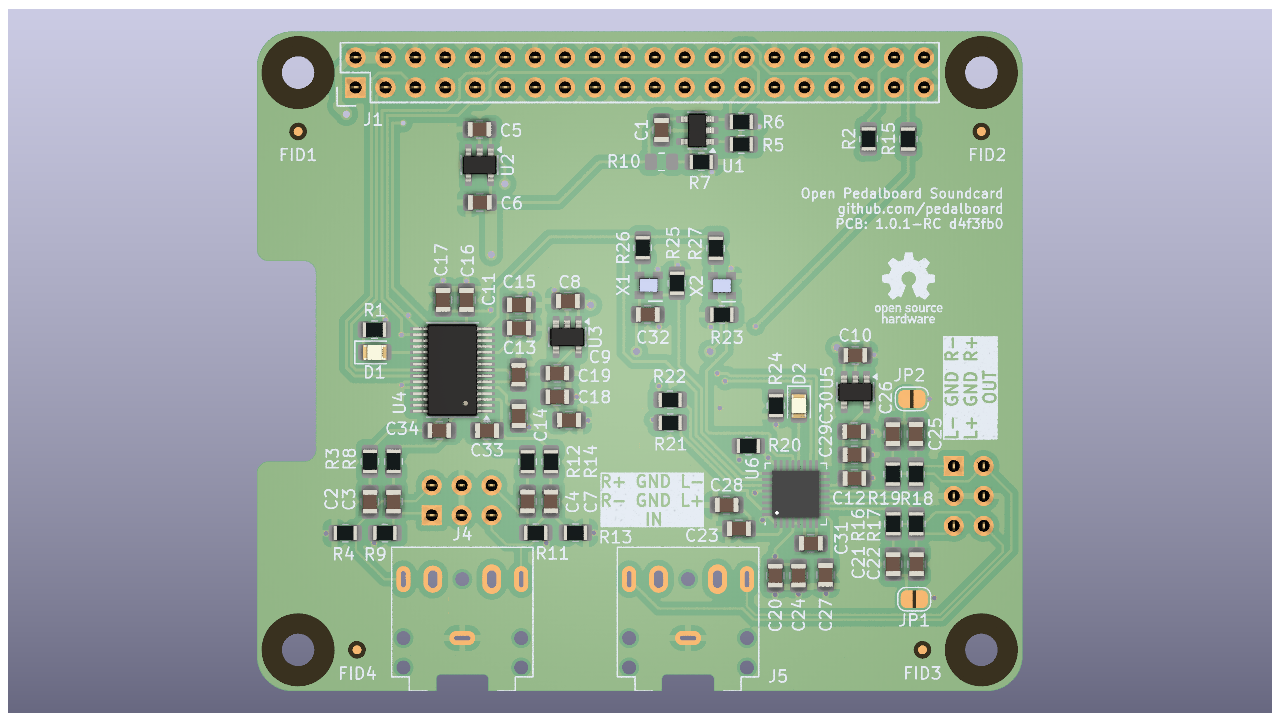 J1
FID1
C5
U2
C6
C1
R6
R5
R10
U1
R7
R2
R15
FID2
Open Pedalboard Soundcard
github.com/pedalboard
PCB: 1.0.1-RC d4f3fb0
R26
R25
R27
X1
X2
C32
R23
open source
hardware
C17
C16
C11
C15
C8
R1
D1
U4
C13
U3
C9
C19
C18
C14
C34
C33
R22
R21
R24
D2
U5
C10
C30
C29
C26
JP2
C25
L- GND R-
L+ GND R+
OUT
R3
R8
R12
R14
R20
U6
C2
C3
C4
C7
R+ GND L-
R- GND L+
IN
C28
C23
C12
R19
R18
R4
R9
J4
R11
R13
C31
R16
R17
C21
C22
C20
C24
C27
JP1
FID4
J5
FID3